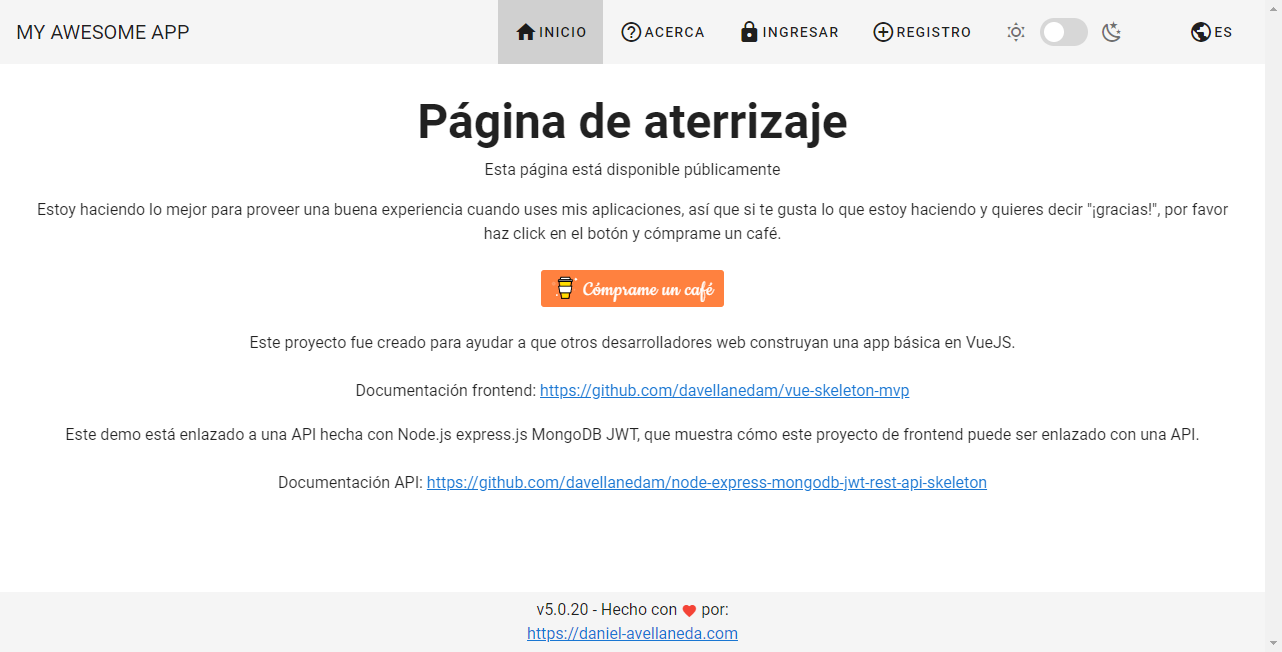 MY AWESOME APP
INICIO
ACERCA
INGRESAR
REGISTRO
ES
Página de aterrizaje
Esta página está disponible públicamente
Estoy haciendo lo mejor para proveer una buena experiencia cuando uses mis aplicaciones, así que si te gusta lo que estoy haciendo y quieres decir "¡gracias!", por favor
haz click en el botón y cómprame un café.
Cómprame un café
Este proyecto fue creado para ayudar a que otros desarrolladores web construyan una app básica en VueJS.
Documentación frontend: https://github.com/davellanedam/vue-skeleton-mvp
Este demo está enlazado a una API hecha con Node.js express.js MongoDB JWT, que muestra cómo este proyecto de frontend puede ser enlazado con una API.
Documentación API: https://github.com/davellanedam/node-express-mongodb-jwt-rest-api-skeleton
v5.0.20 - Hecho con ❤ por:
https://daniel-avellaneda.com